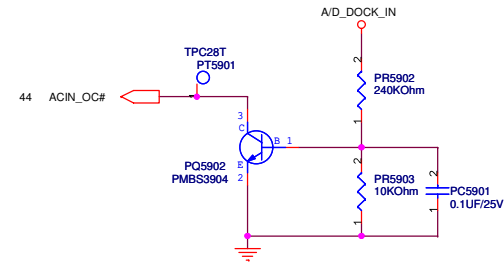 A/D_DOCK_IN
TPC28T
PT5901
44 ACIN_OC#
2
PR5902
240KOhm
1
3
C
B 1
E
2
PQ5902
PMBS3904
2
PR5903
10KOhm
1
2
PC5901
0.1UF/25V
1